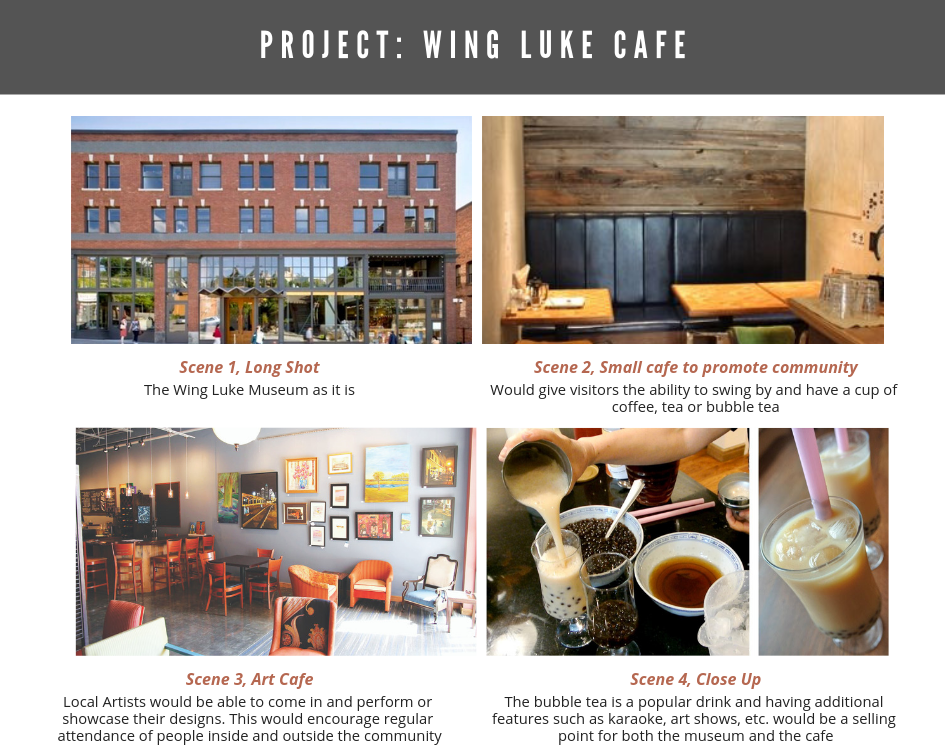 PROJECT: WING LUKE CAFE
Scene 1, Long Shot
The Wing Luke Museum as it is
Scene 2, Small cafe to promote community
Would give visitors the ability to swing by and have a cup of
coffee, tea or bubble tea
Scene 3, Art Cafe
Local Artists would be able to come in and perform or
showcase their designs. This would encourage regular
attendance of people inside and outside the community
Scene 4, Close Up
The bubble tea is a popular drink and having additional
features such as karaoke, art shows, etc. would be a selling
point for both the museum and the cafe